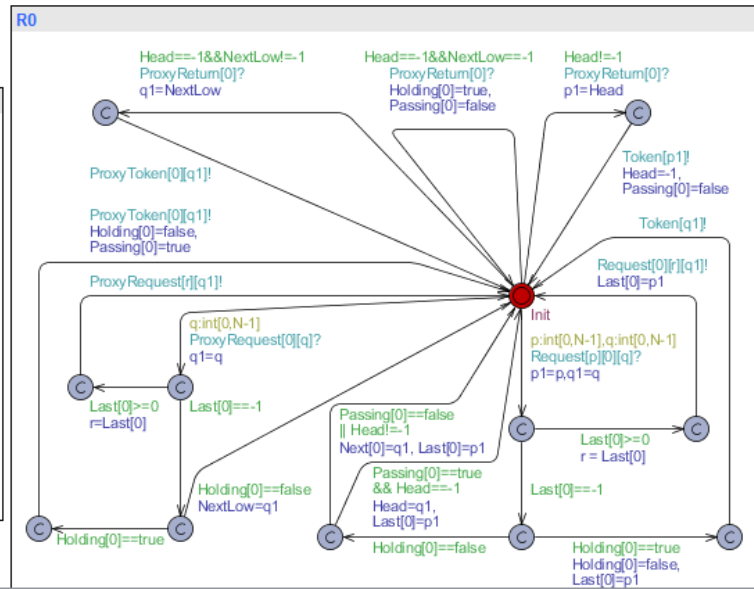 R0
Head==-1&&NextLow!=-1
ProxyReturn[0]?
q1=NextLow
Head==-1&&NextLow==-1
ProxyReturn[0]?
Holding[0]=true,
Passing[0]=false
Head!=-1
ProxyReturn[0]?
p1=Head
C
C
ProxyToken[0][q1]!
Token[p1]!
Head=-1,
Passing[0]=false
ProxyToken[0][q1]!
Holding[0]=false,
Passing[0]=true
Token[q1]!
ProxyRequest[r][q1]!
Request[0][r][q1]!
Last[0]=p1
Init
q:int[0,N-1]
ProxyRequest[0][q]?
q1=q
p:int[0,N-1],q:int[0,N-1]
Request[p][0][q]?
p1=p,q1=q
C
C
Last[0]>=0
r=Last[0]
Last[0]==-1
Passing[0]==false
|| Head!=-1
Next[0]=q1, Last[0]=p1
C
C
Last[0]>=0
r = Last[0]
Passing[0]==true
&& Head==-1
Head=q1,
Last[0]=p1
Last[0]==-1
Holding[0]==false
NextLow=q1
C
C
C
C
C
Holding[0]==true
Holding[0]==false
Holding[0]==true
Holding[0]=false,
Last[0]=p1